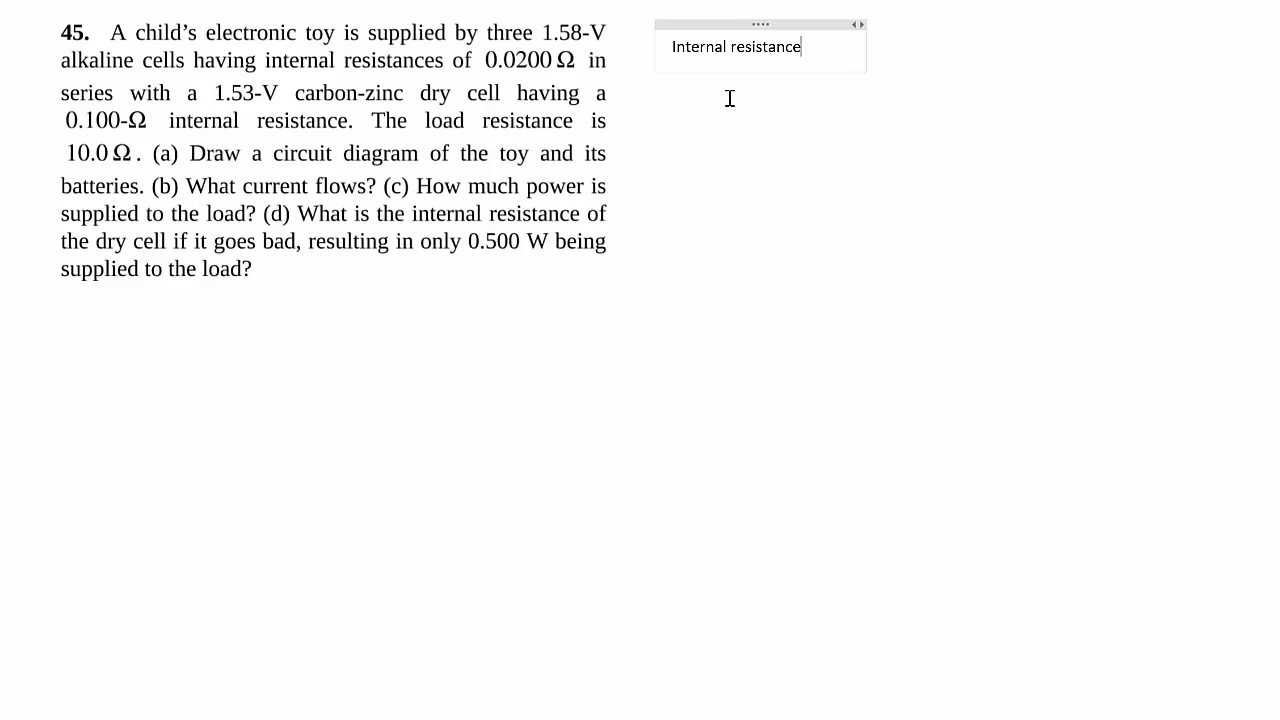 45. A child's electronic toy is supplied by three 1.58-V
alkaline cells having internal resistances of 0.0200 Ω in
series with a 1.53-V carbon-zinc dry cell having a
0.100-Ω internal resistance. The load resistance is
10.0 Ω. (a) Draw a circuit diagram of the toy and its
batteries. (b) What current flows? (c) How much power is
supplied to the load? (d) What is the internal resistance of
the dry cell if it goes bad, resulting in only 0.500 W being
supplied to the load?
Internal resistance